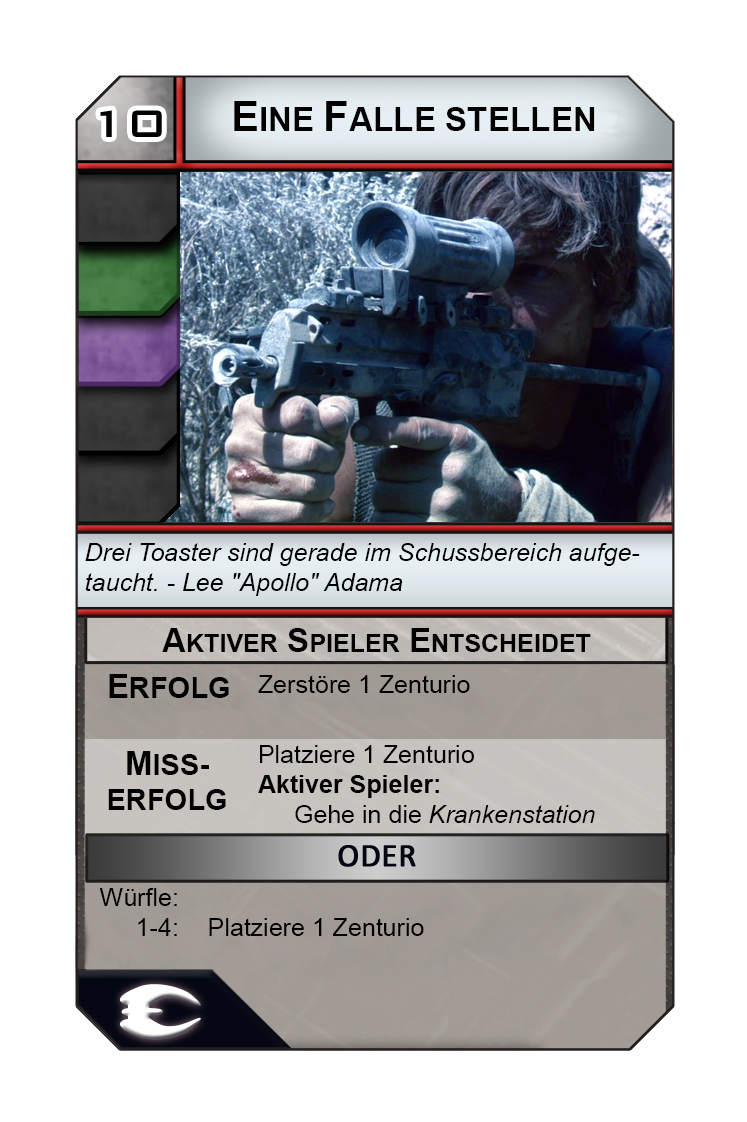 10
EINE FALLE STELLEN
Drei Toaster sind gerade im Schussbereich aufge-
taucht. - Lee "Apollo" Adama
AKTIVER SPIELER ENTSCHEIDET
ERFOLG
Zerstöre 1 Zenturio
MISS-
ERFOLG
Platziere 1 Zenturio
Aktiver Spieler:
Gehe in die Krankenstation
ODER
Würfle:
1-4: Platziere 1 Zenturio